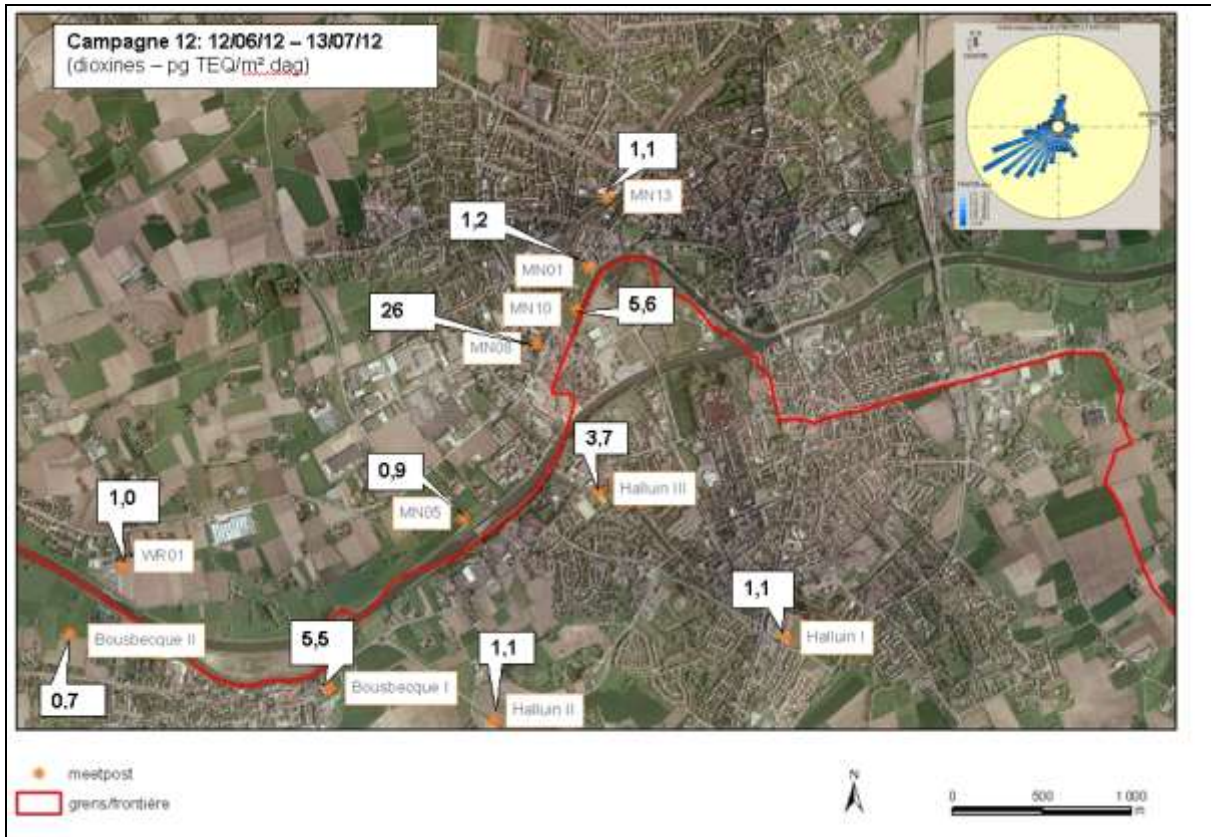 Campagne 12: 12/06/12 – 13/07/12
(dioxines – pg TEQ/m² dag)
1,1
MN13
1,2
MN01
MN10
5,6
26
MN08
3,7
Halluin III
0,9
MN05
1,0
WR01
1,1
Halluin I
Bousbecque II
5,5
Bousbecque I
1,1
0.7
Halluin II
meetpost
grens/frontière
N
0 500 1 000
m